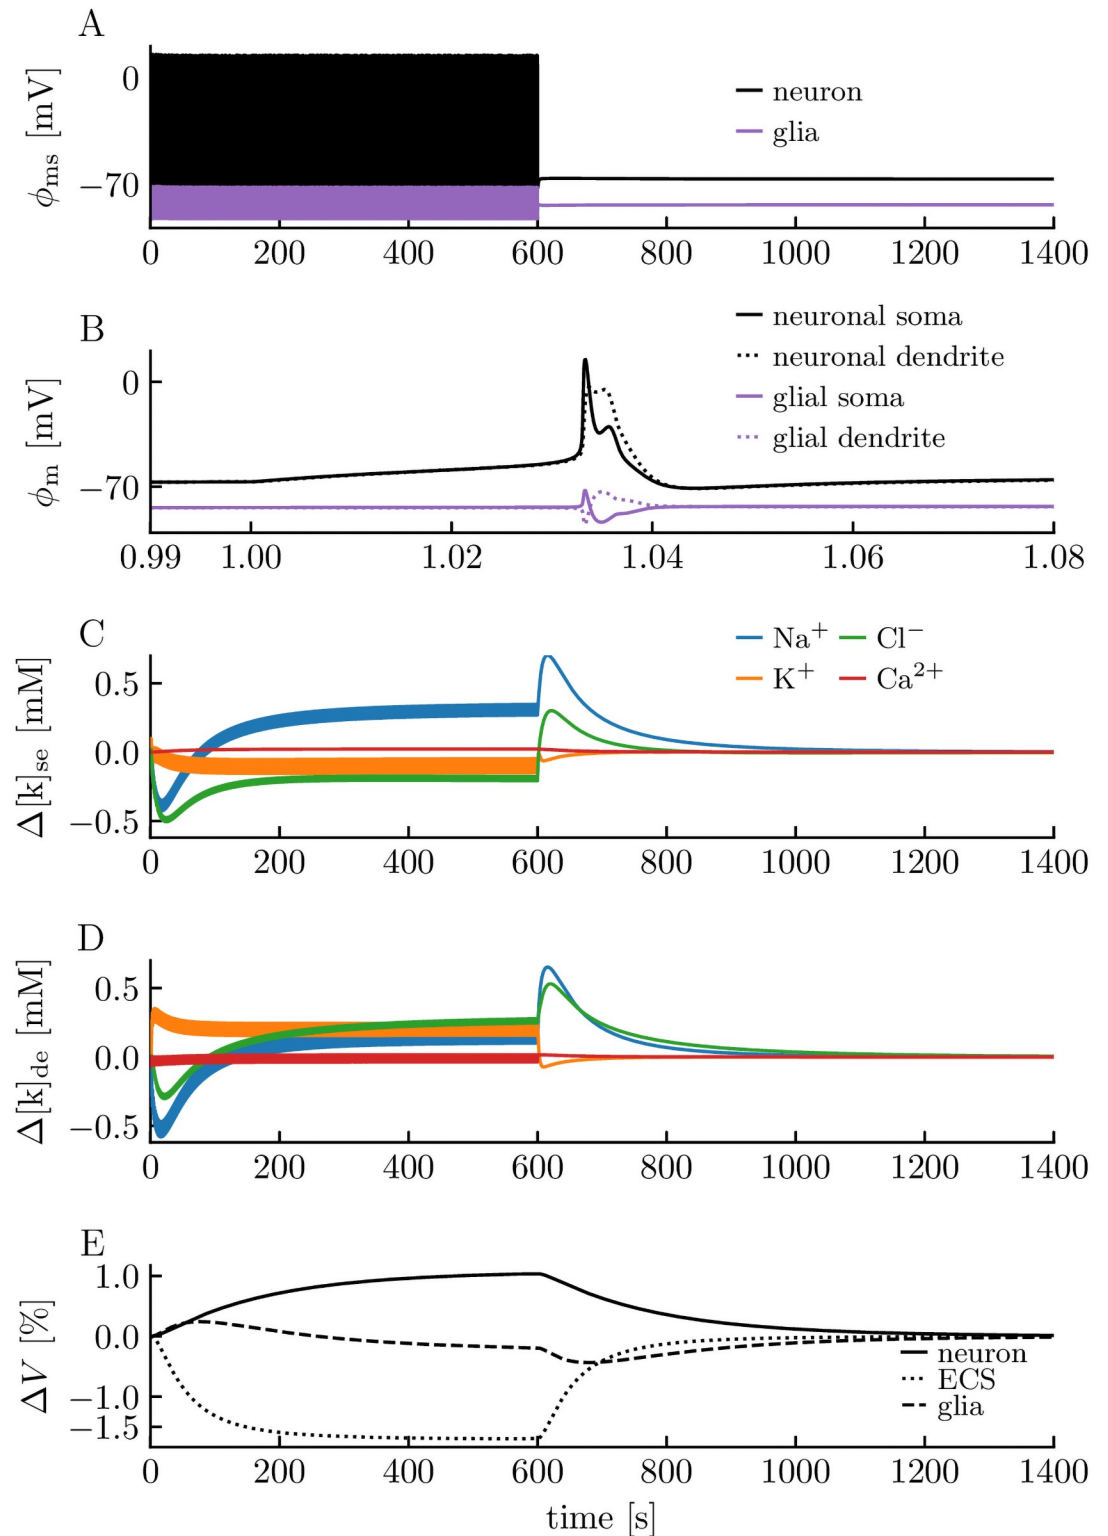 A
ϕms [mV]
0
−70
neuron
glia
0 200 400 600 800 1000 1200 1400
B
ϕm [mV]
0
−70
neuronal soma
neuronal dendrite
glial soma
glial dendrite
0.99 1.00 1.02 1.04 1.06 1.08
C
Δ[k]se [mM]
0.5
0.0
−0.5
Na+ Cl−
K+ Ca2+
0 200 400 600 800 1000 1200 1400
D
Δ[k]de [mM]
0.5
0.0
−0.5
0 200 400 600 800 1000 1200 1400
E
ΔV [%]
1.0
0.0
−1.0
−1.5
neuron
ECS
glia
0 200 400 600 800 1000 1200 1400
time [s]